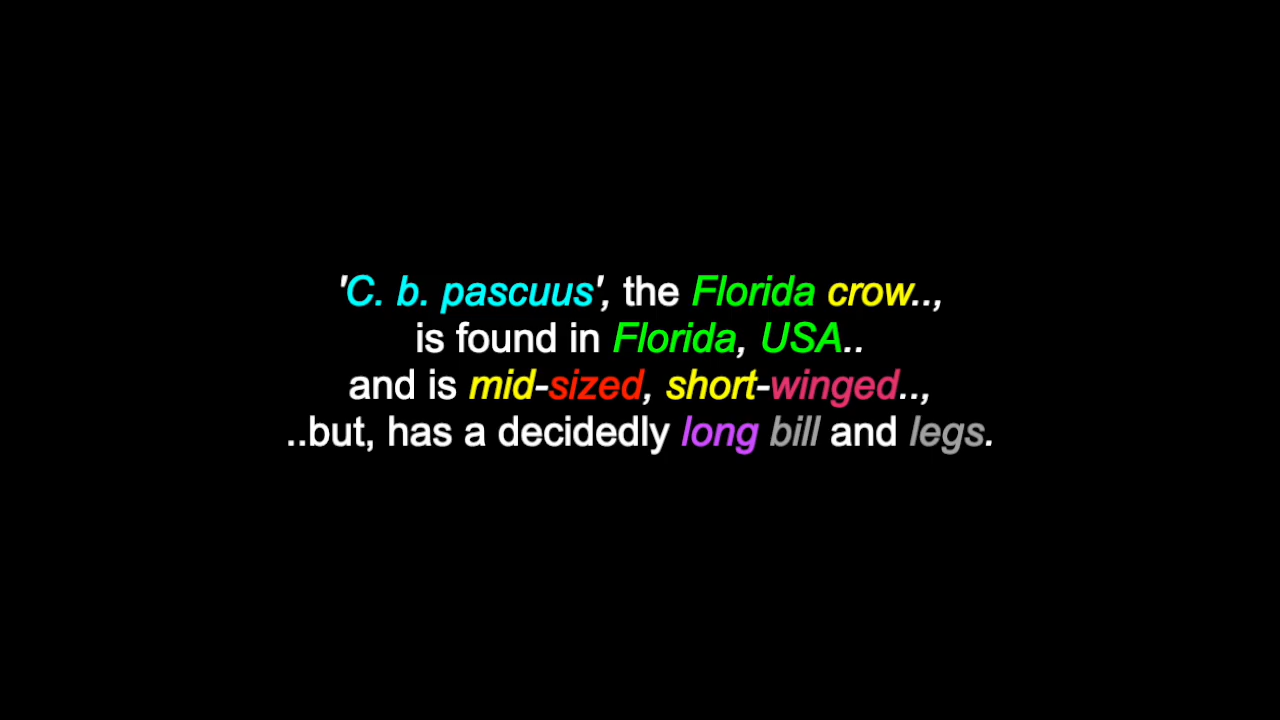 'C. b. pascuus', the Florida crow..,
is found in Florida, USA..
and is mid-sized, short-winged..,
..but, has a decidedly long bill and legs.